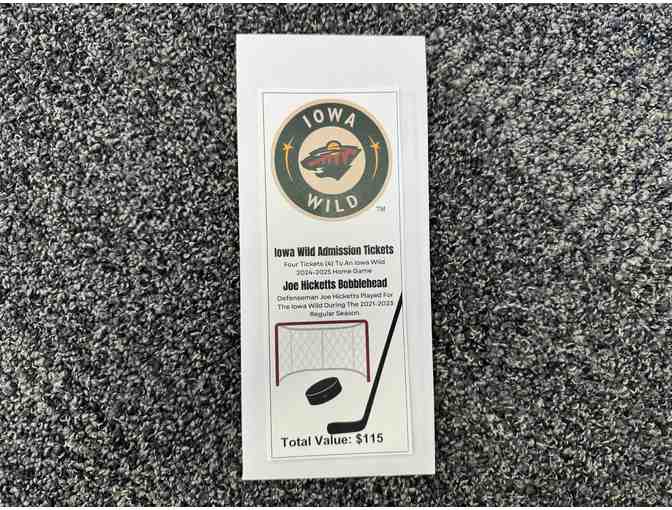 IOWA
WILD
TM
Iowa Wild Admission Tickets
Four Tickets (4) To An Iowa Wild
2024-2025 Home Game
Joe Hicketts Bobblehead
Defenseman Joe Hicketts Played For
The Iowa Wild During The 2021-2023
Regular Season.
Total Value: $115